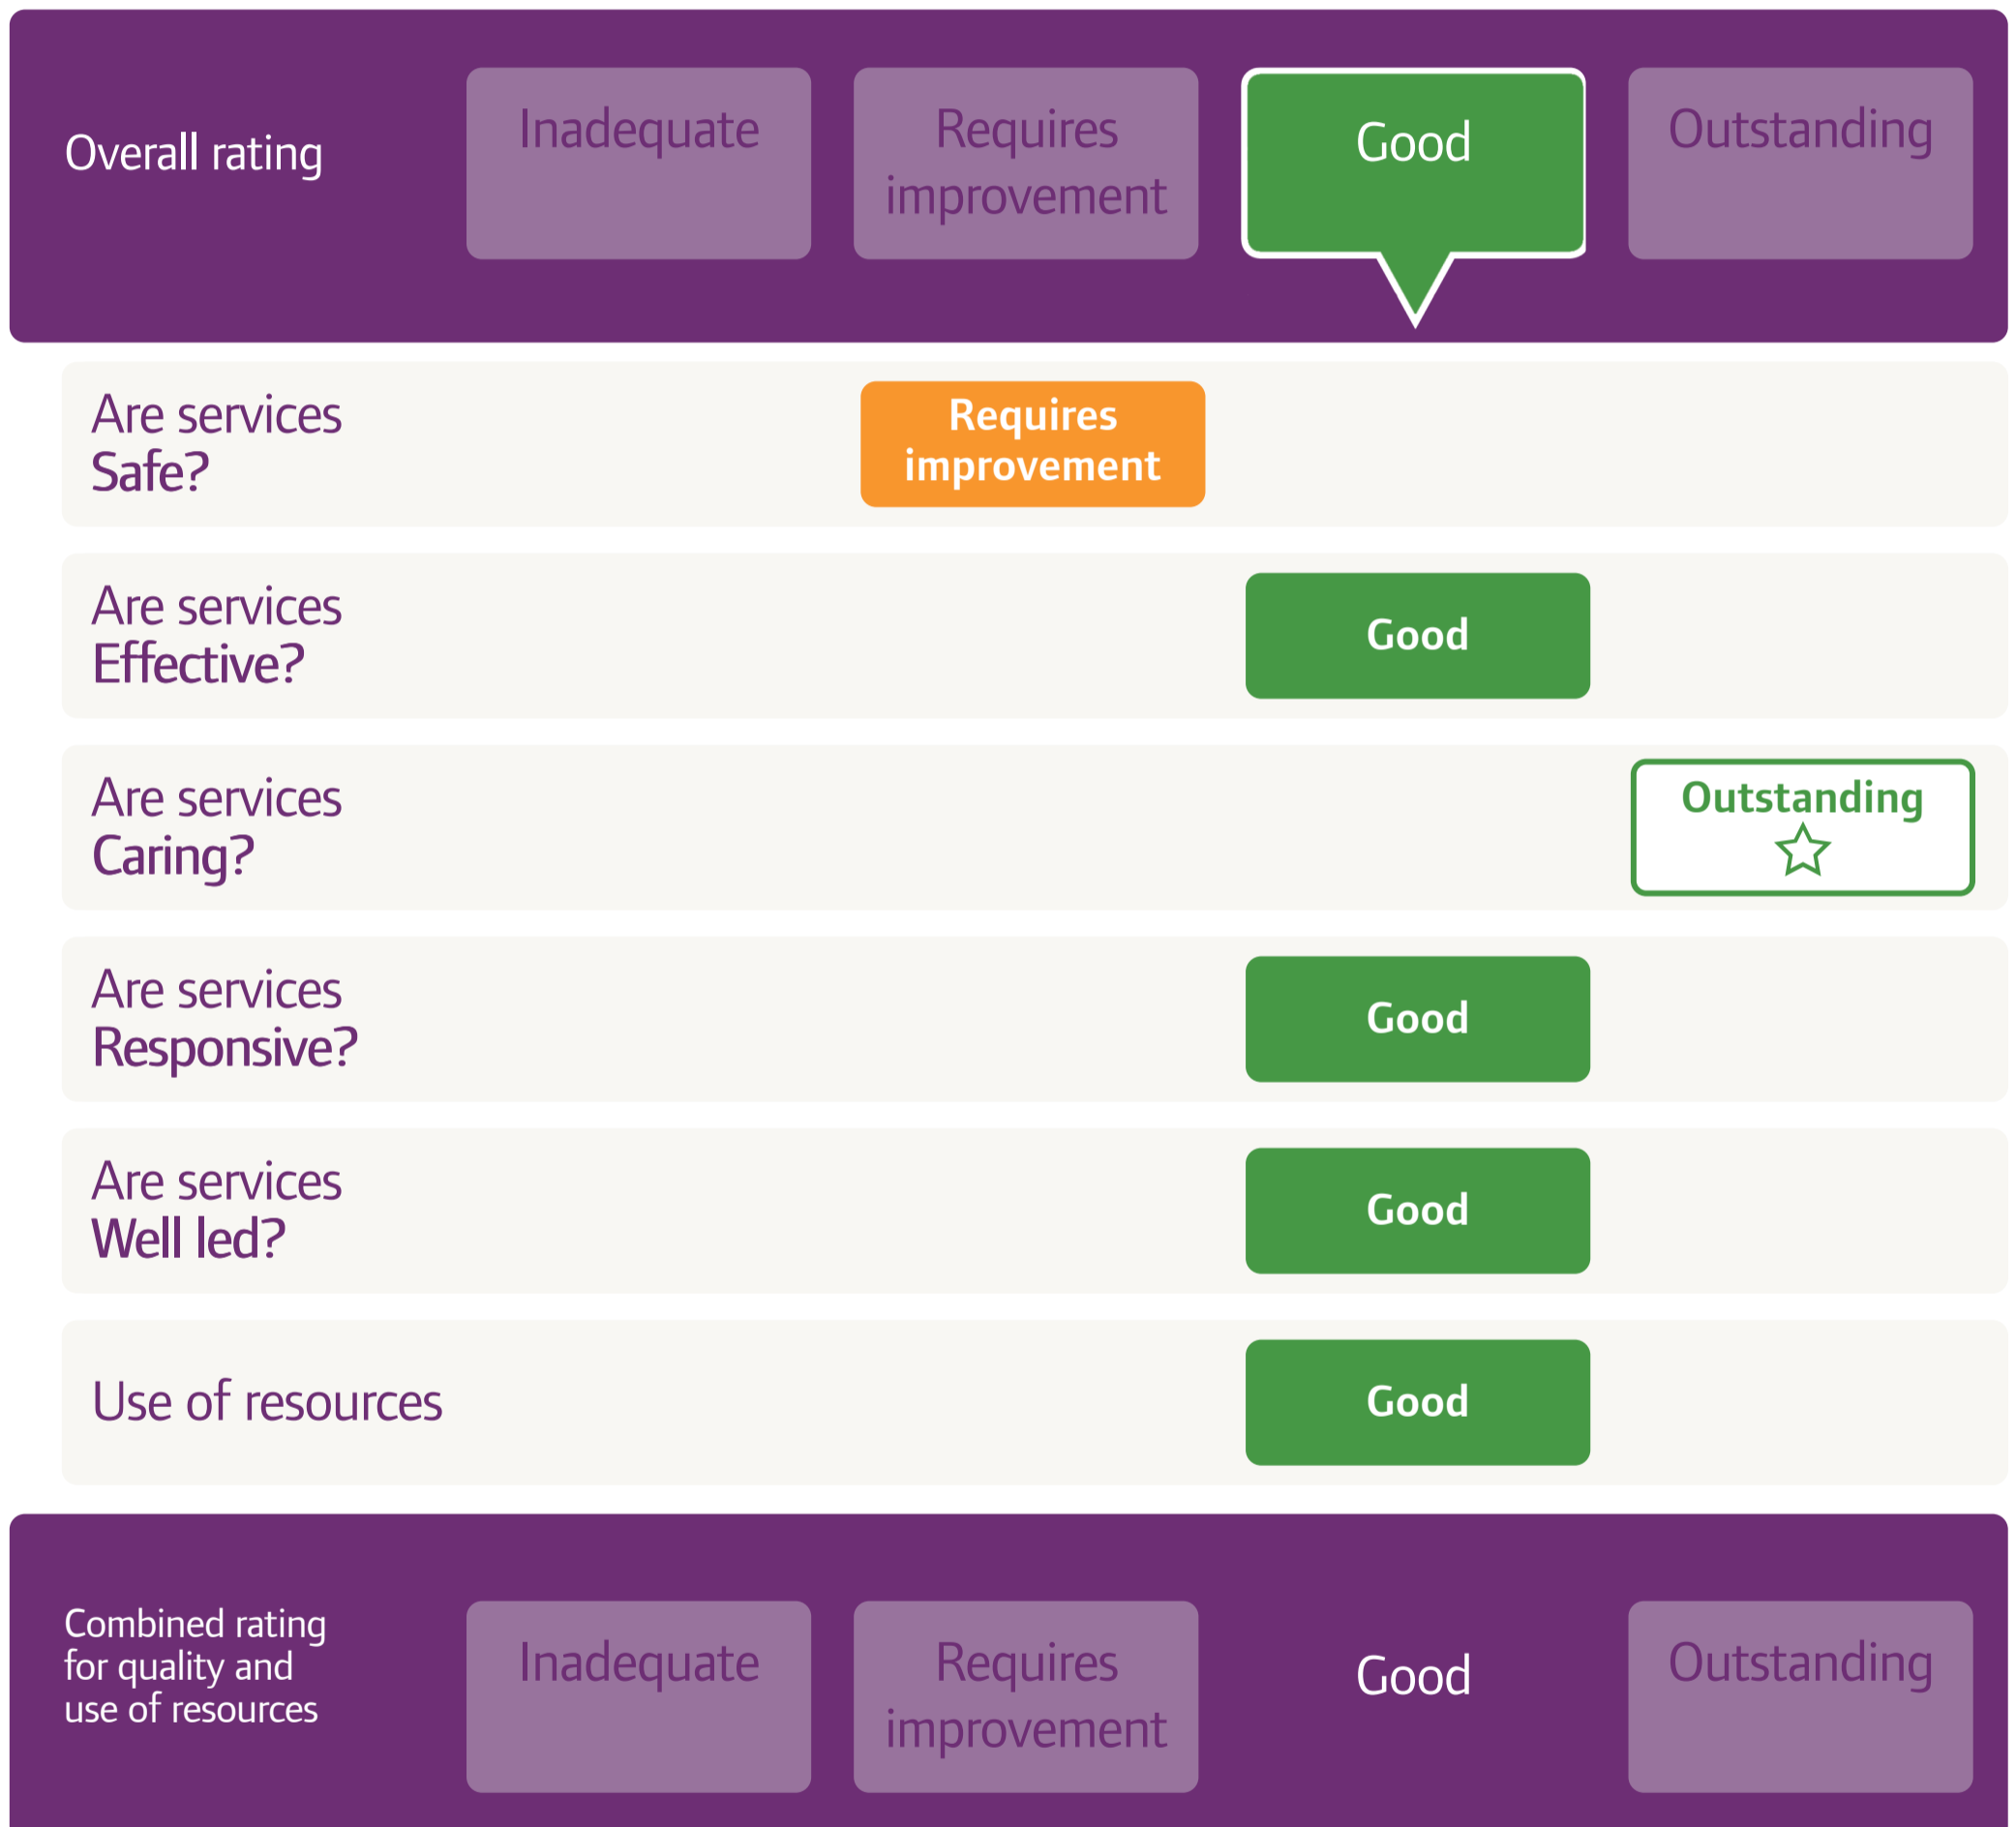 Overall rating
Inadequate
Requires
improvement
Good
Outstanding
Are services
Safe?
Requires
improvement
Are services
Effective?
Good
Are services
Caring?
Outstanding
Are services
Responsive?
Good
Are services
Well led?
Good
Use of resources
Good
Combined rating
for quality and
use of resources
Inadequate
Requires
improvement
Good
Outstanding